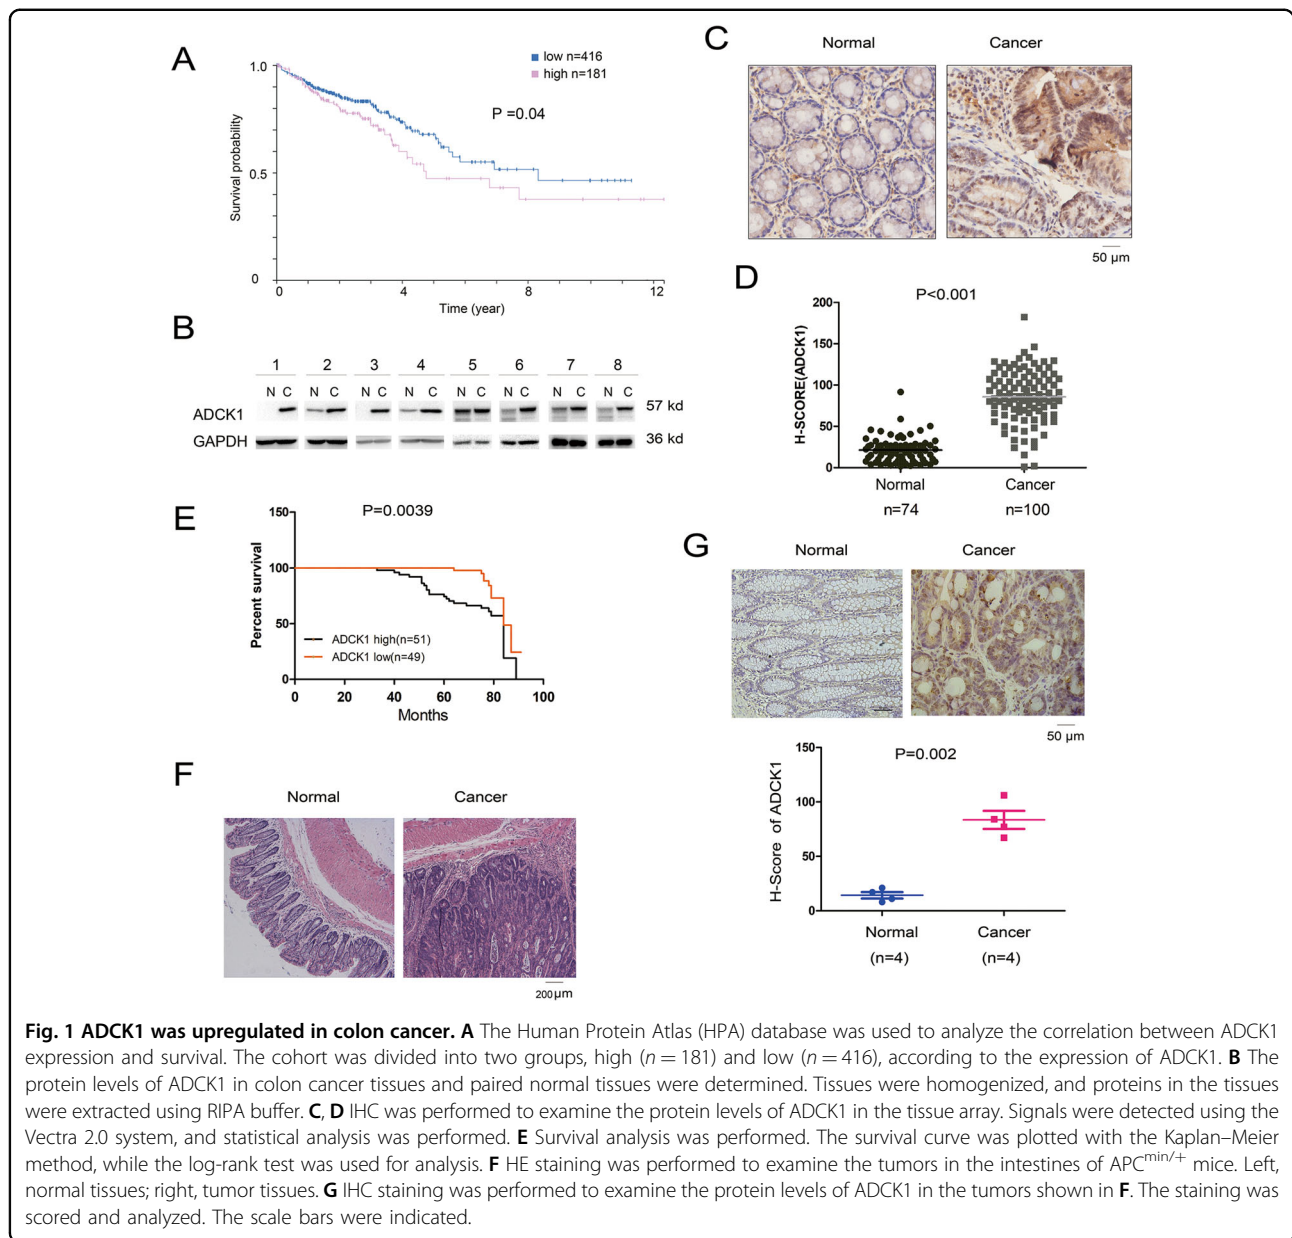 A
low n=416
high n=181
P =0.04
Survival probability
1.0
0.5
0
0 4 8 12
Time (year)
B
1 2 3 4 5 6 7 8
N C N C N C N C N C N C N C N C
ADCK1 57 kd
GAPDH 36 kd
C
Normal Cancer
50 µm
D
P<0.001
H-SCORE(ADCK1)
200
150
100
50
0
Normal Cancer
n=74 n=100
E
P=0.0039
Percent survival
150
100
50
0
ADCK1 high(n=51)
ADCK1 low(n=49)
0 20 40 60 80 100
Months
F
Normal Cancer
200µm
G
Normal Cancer
50 µm
P=0.002
H-Score of ADCK1
150
100
50
0
Normal Cancer
(n=4) (n=4)
Fig. 1 ADCK1 was upregulated in colon cancer. A The Human Protein Atlas (HPA) database was used to analyze the correlation between ADCK1
expression and survival. The cohort was divided into two groups, high (n = 181) and low (n = 416), according to the expression of ADCK1. B The
protein levels of ADCK1 in colon cancer tissues and paired normal tissues were determined. Tissues were homogenized, and proteins in the tissues
were extracted using RIPA buffer. C, D IHC was performed to examine the protein levels of ADCK1 in the tissue array. Signals were detected using the
Vectra 2.0 system, and statistical analysis was performed. E Survival analysis was performed. The survival curve was plotted with the Kaplan–Meier
method, while the log-rank test was used for analysis. F HE staining was performed to examine the tumors in the intestines of APCmin/+ mice. Left,
normal tissues; right, tumor tissues. G IHC staining was performed to examine the protein levels of ADCK1 in the tumors shown in F. The staining was
scored and analyzed. The scale bars were indicated.